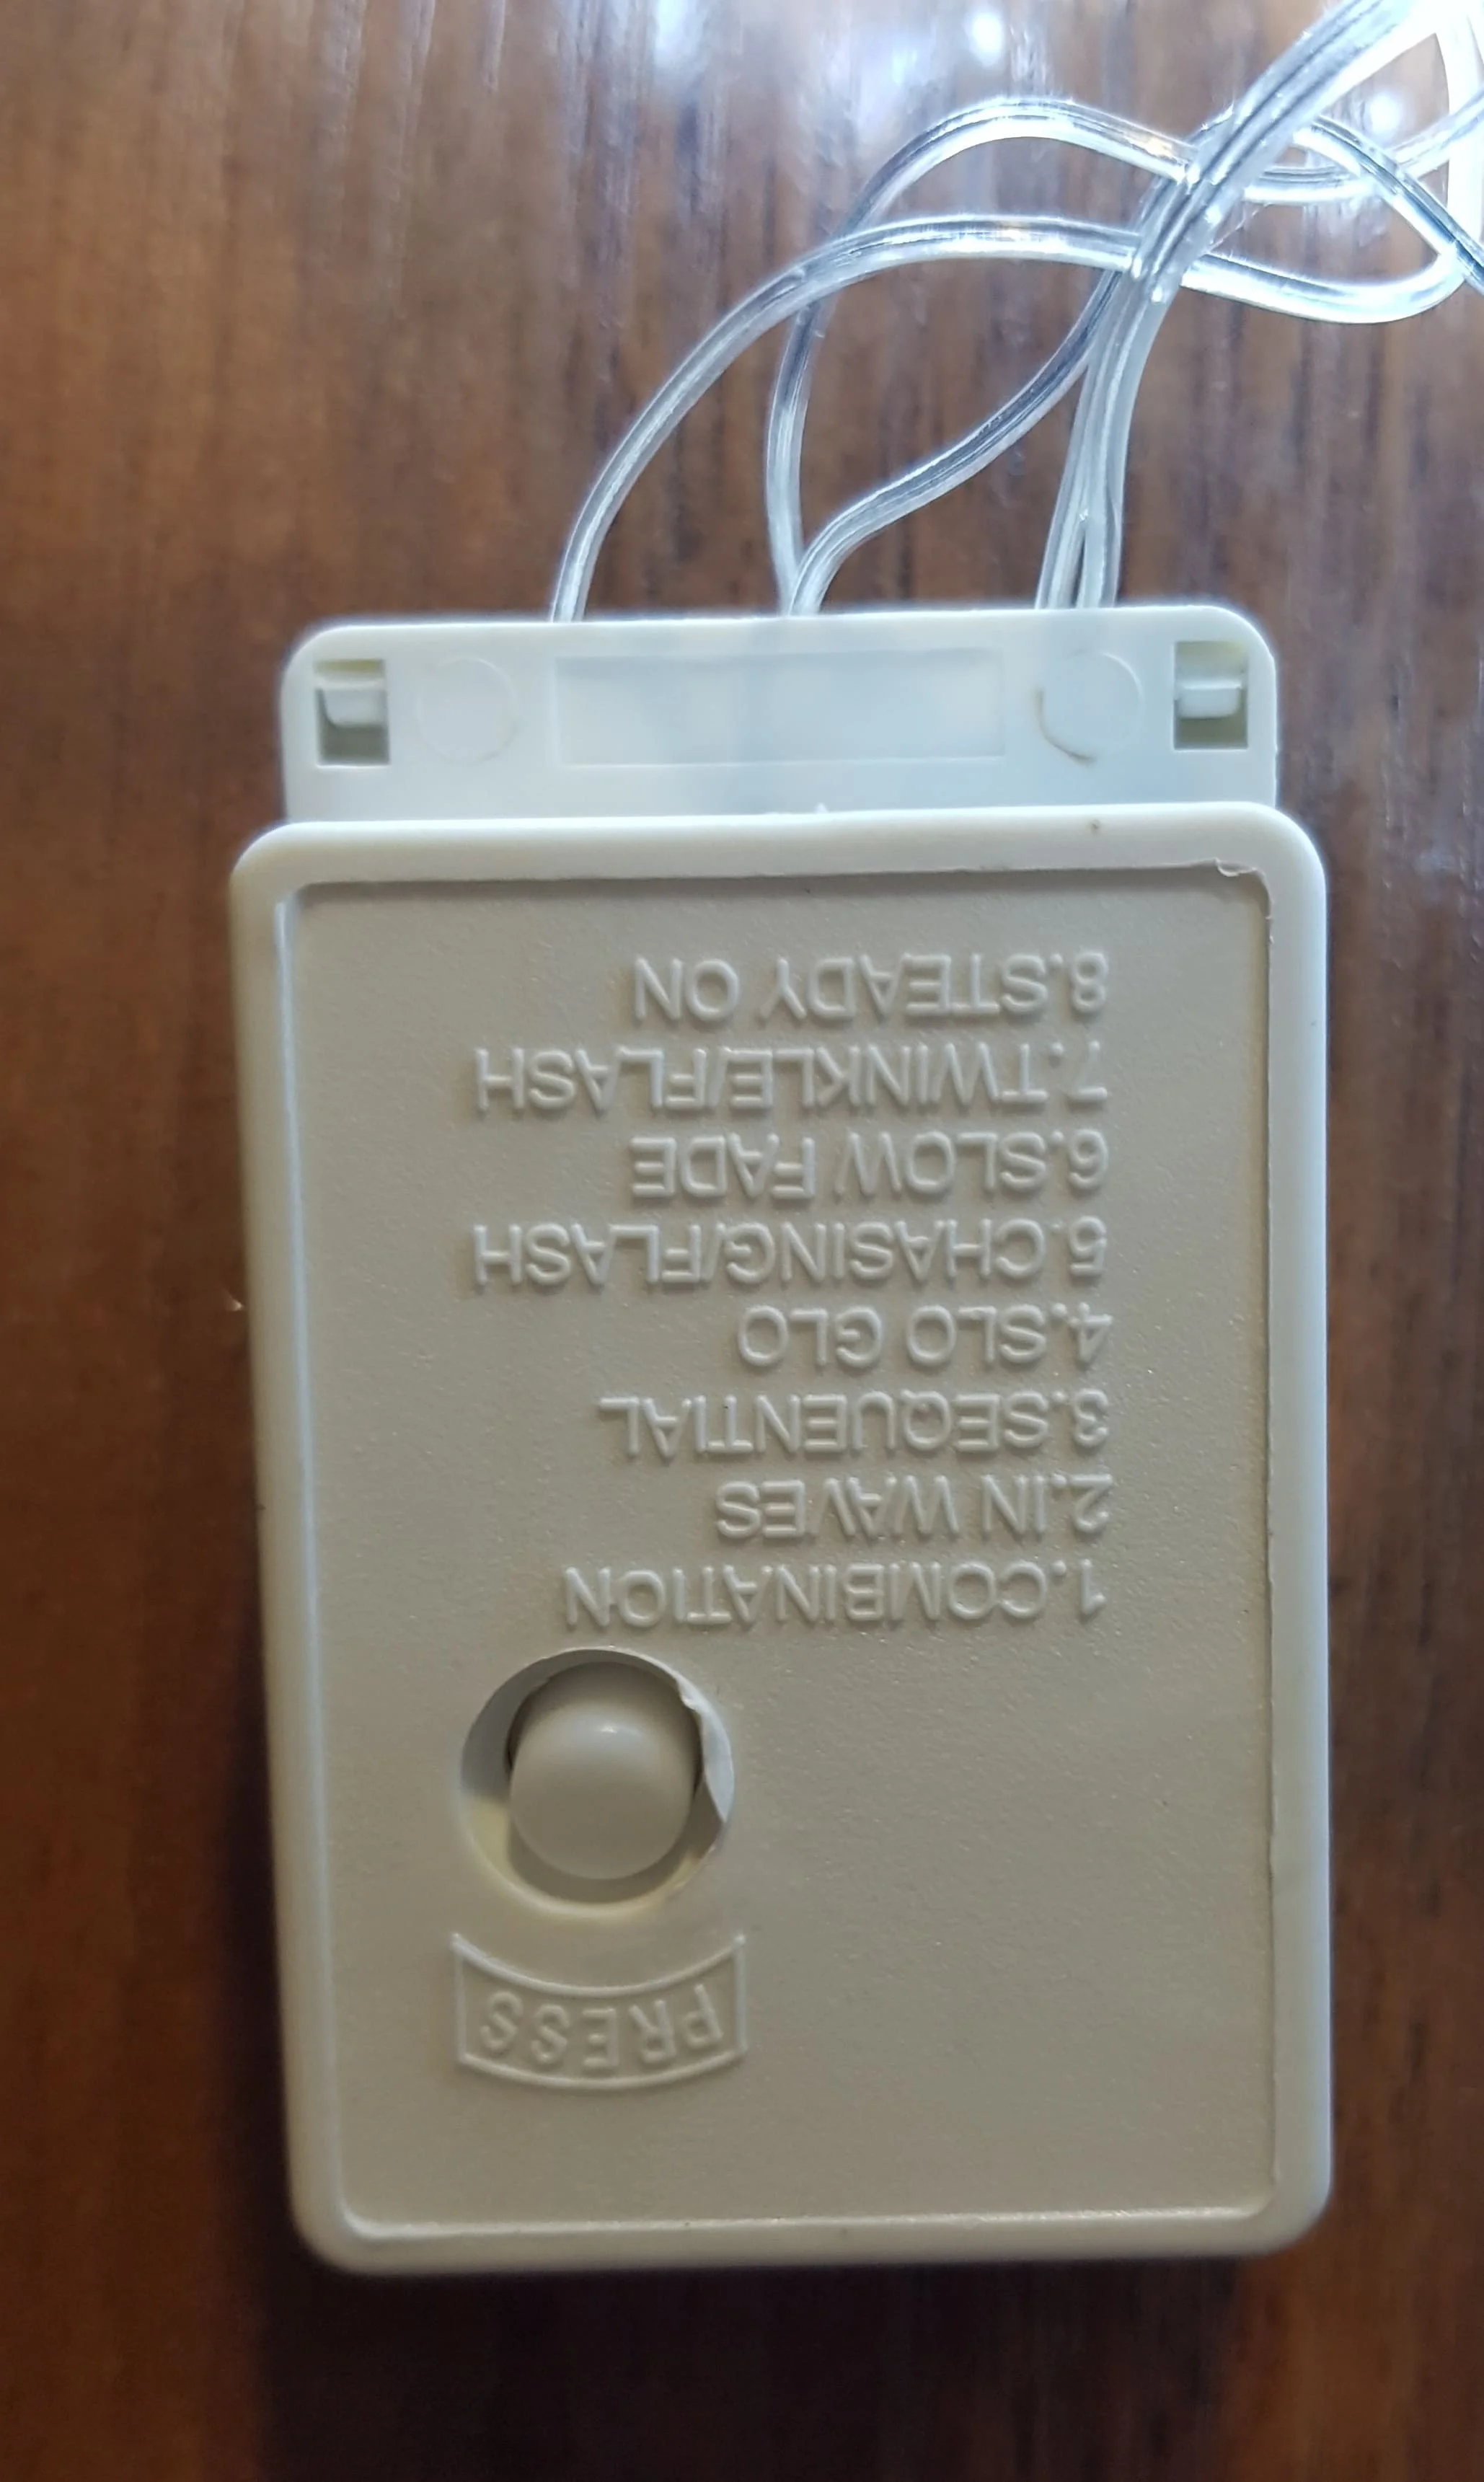 PRESS
1.COMBINATION
2.IN WAVES
3.SEQUENTIAL
4.SLO GLO
5.CHASING/FLASH
6.SLOW FADE
7.TWINKLE/FLASH
8.STEADY ON